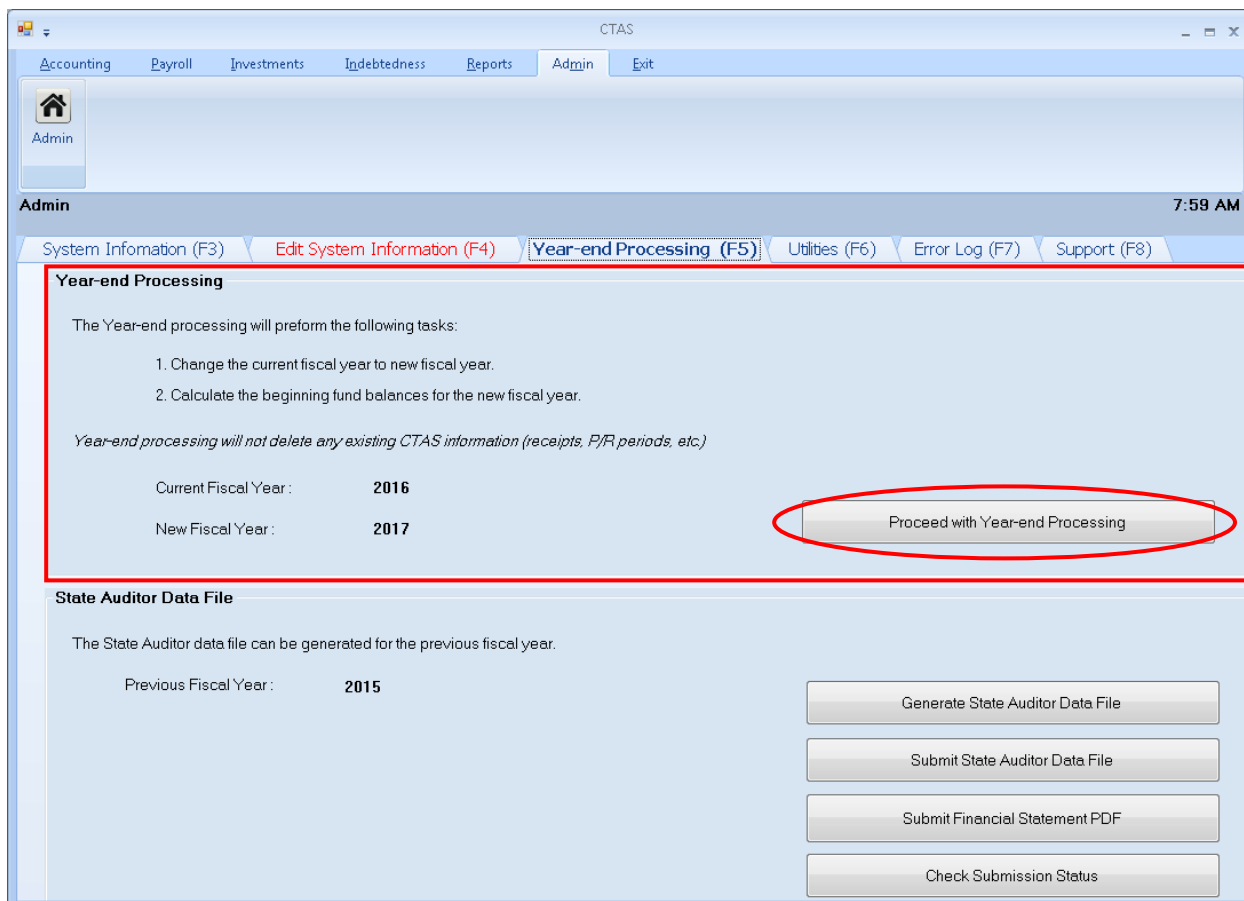 CTAS
Accounting Payroll Investments Indebtedness Reports Admin Exit
Admin
Admin 7:59 AM
System Infomation (F3) Edit System Information (F4) Year-end Processing (F5) Utilities (F6) Error Log (F7) Support (F8)
Year-end Processing
The Year-end processing will preform the following tasks:
1. Change the current fiscal year to new fiscal year.
2. Calculate the beginning fund balances for the new fiscal year.
Year-end processing will not delete any existing CTAS information (receipts, P/R periods, etc.)
Current Fiscal Year : 2016
New Fiscal Year : 2017
Proceed with Year-end Processing
State Auditor Data File
The State Auditor data file can be generated for the previous fiscal year.
Previous Fiscal Year : 2015
Generate State Auditor Data File
Submit State Auditor Data File
Submit Financial Statement PDF
Check Submission Status